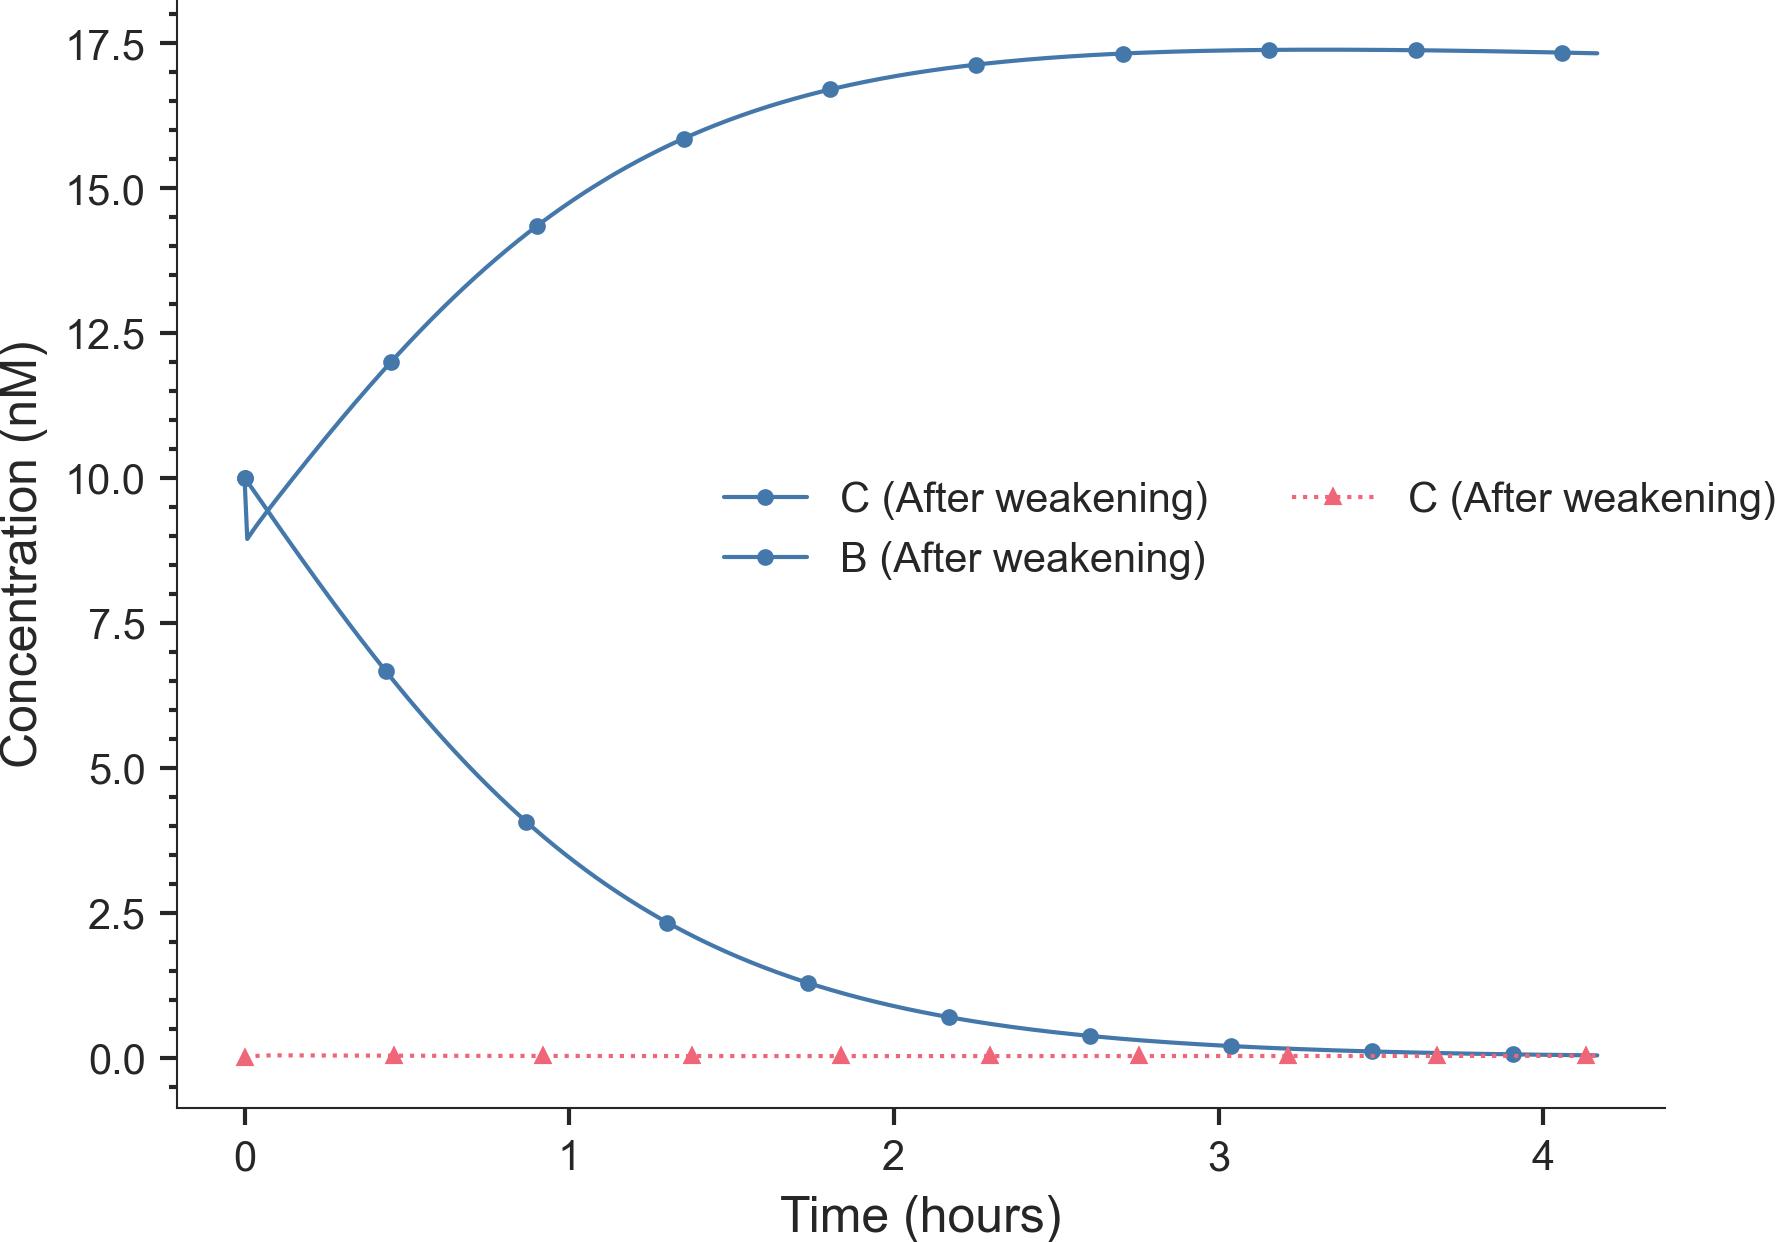 17.5
15.0
12.5
10.0
7.5
5.0
2.5
0.0
Concentration (nM)
C (After weakening)
B (After weakening)
C (After weakening)
0 1 2 3 4
Time (hours)